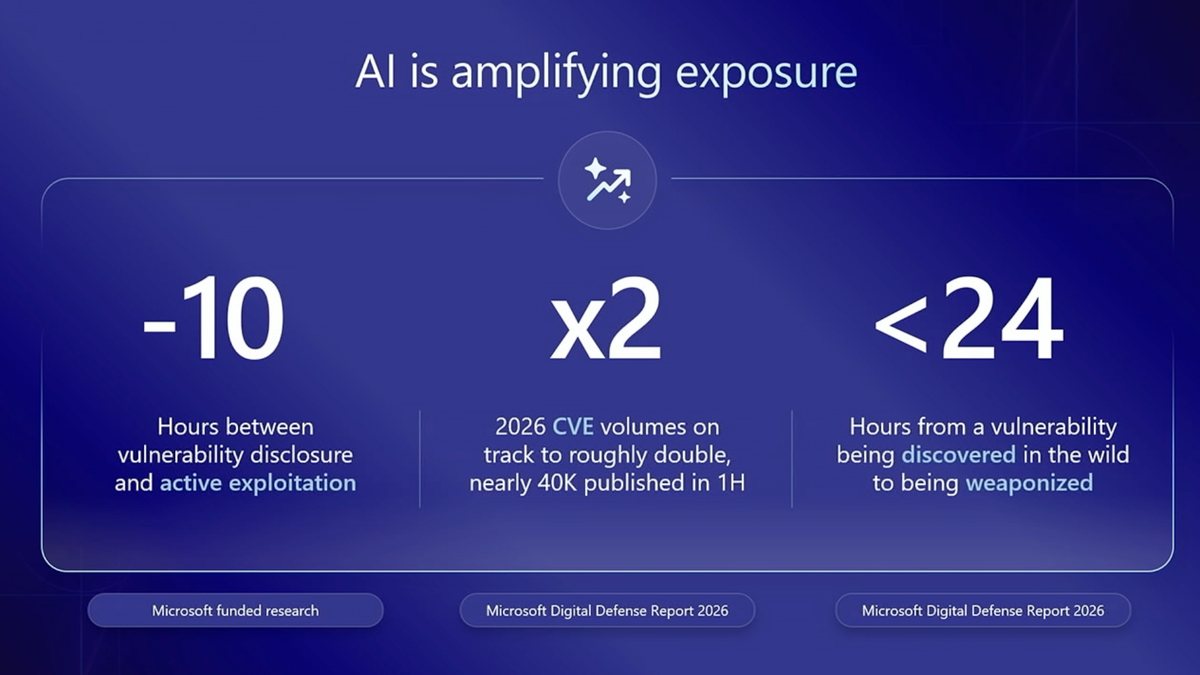 AI is amplifying exposure
-10
Hours between
vulnerability disclosure
and active exploitation
x2
2026 CVE volumes on
track to roughly double,
nearly 40K published in 1H
<24
Hours from a vulnerability
being discovered in the wild
to being weaponized
Microsoft funded research
Microsoft Digital Defense Report 2026
Microsoft Digital Defense Report 2026